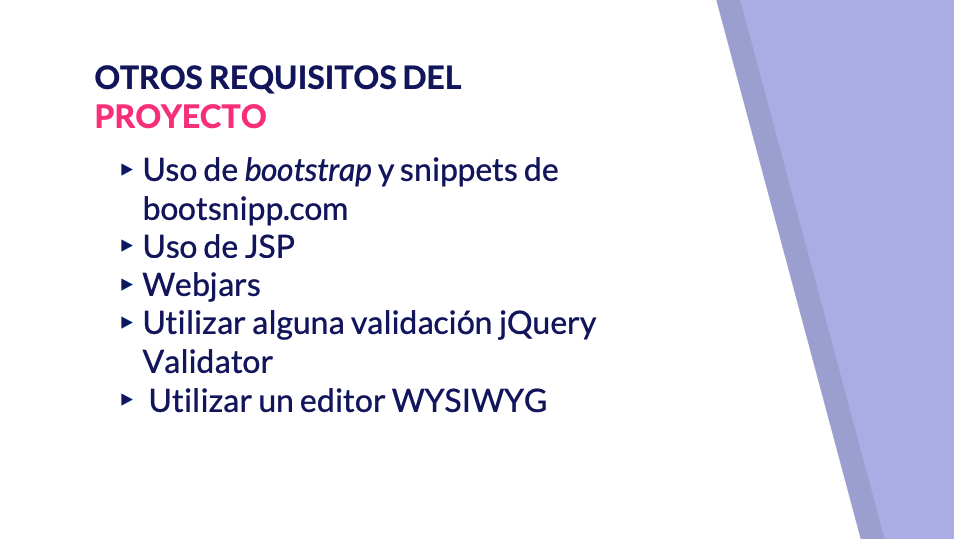 OTROS REQUISITOS DEL
PROYECTO
▸ Uso de bootstrap y snippets de
bootsnipp.com
▸ Uso de JSP
▸ Webjars
▸ Utilizar alguna validación jQuery
Validator
▸ Utilizar un editor WYSIWYG